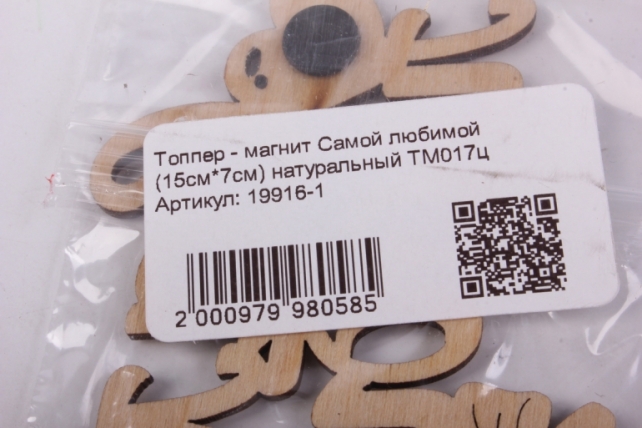 Топпер - магнит Самой любимой
(15см*7см) натуральный ТМ017ц
Артикул: 19916-1
2 000979 980585